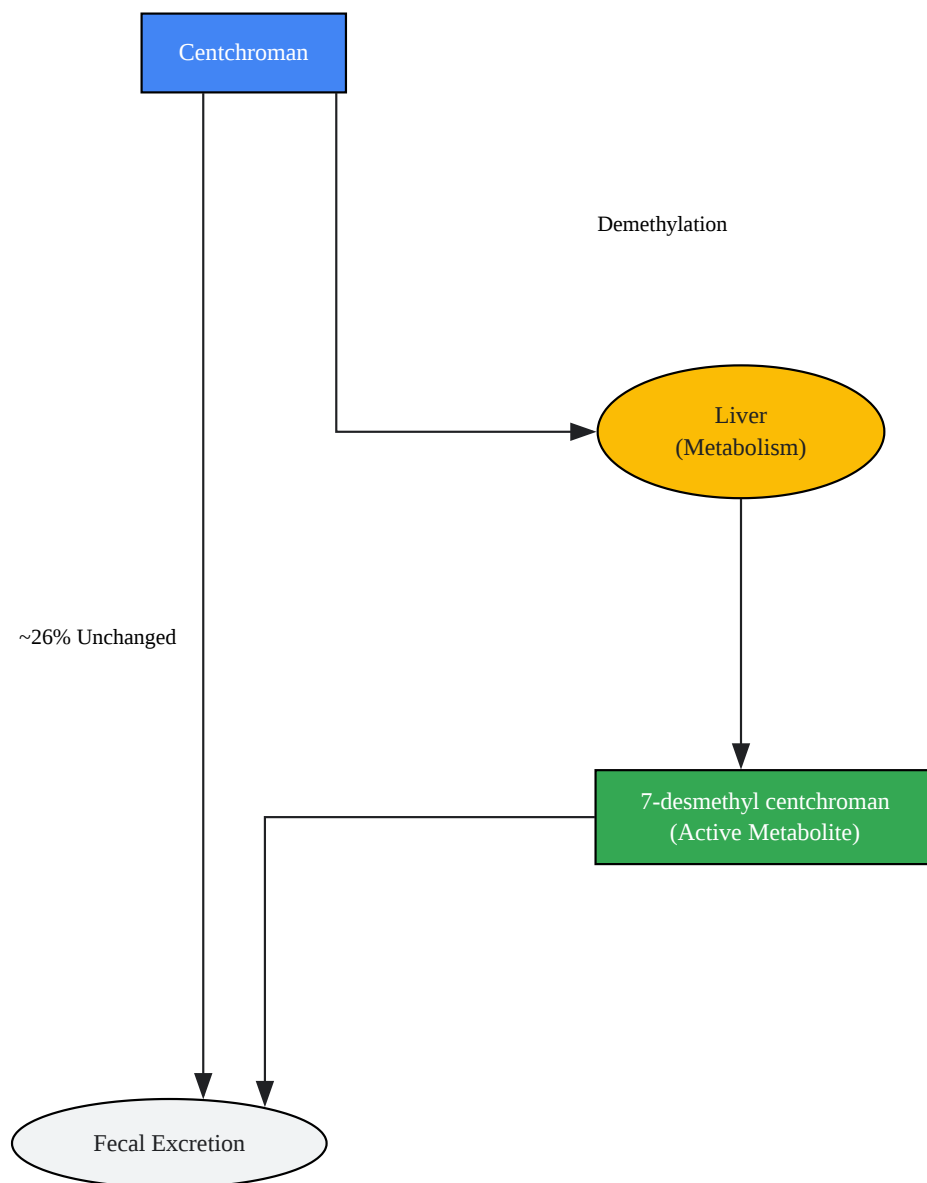 Centchroman
Demethylation
Liver
(Metabolism)
~26% Unchanged
7-desmethyl centchroman
(Active Metabolite)
Fecal Excretion